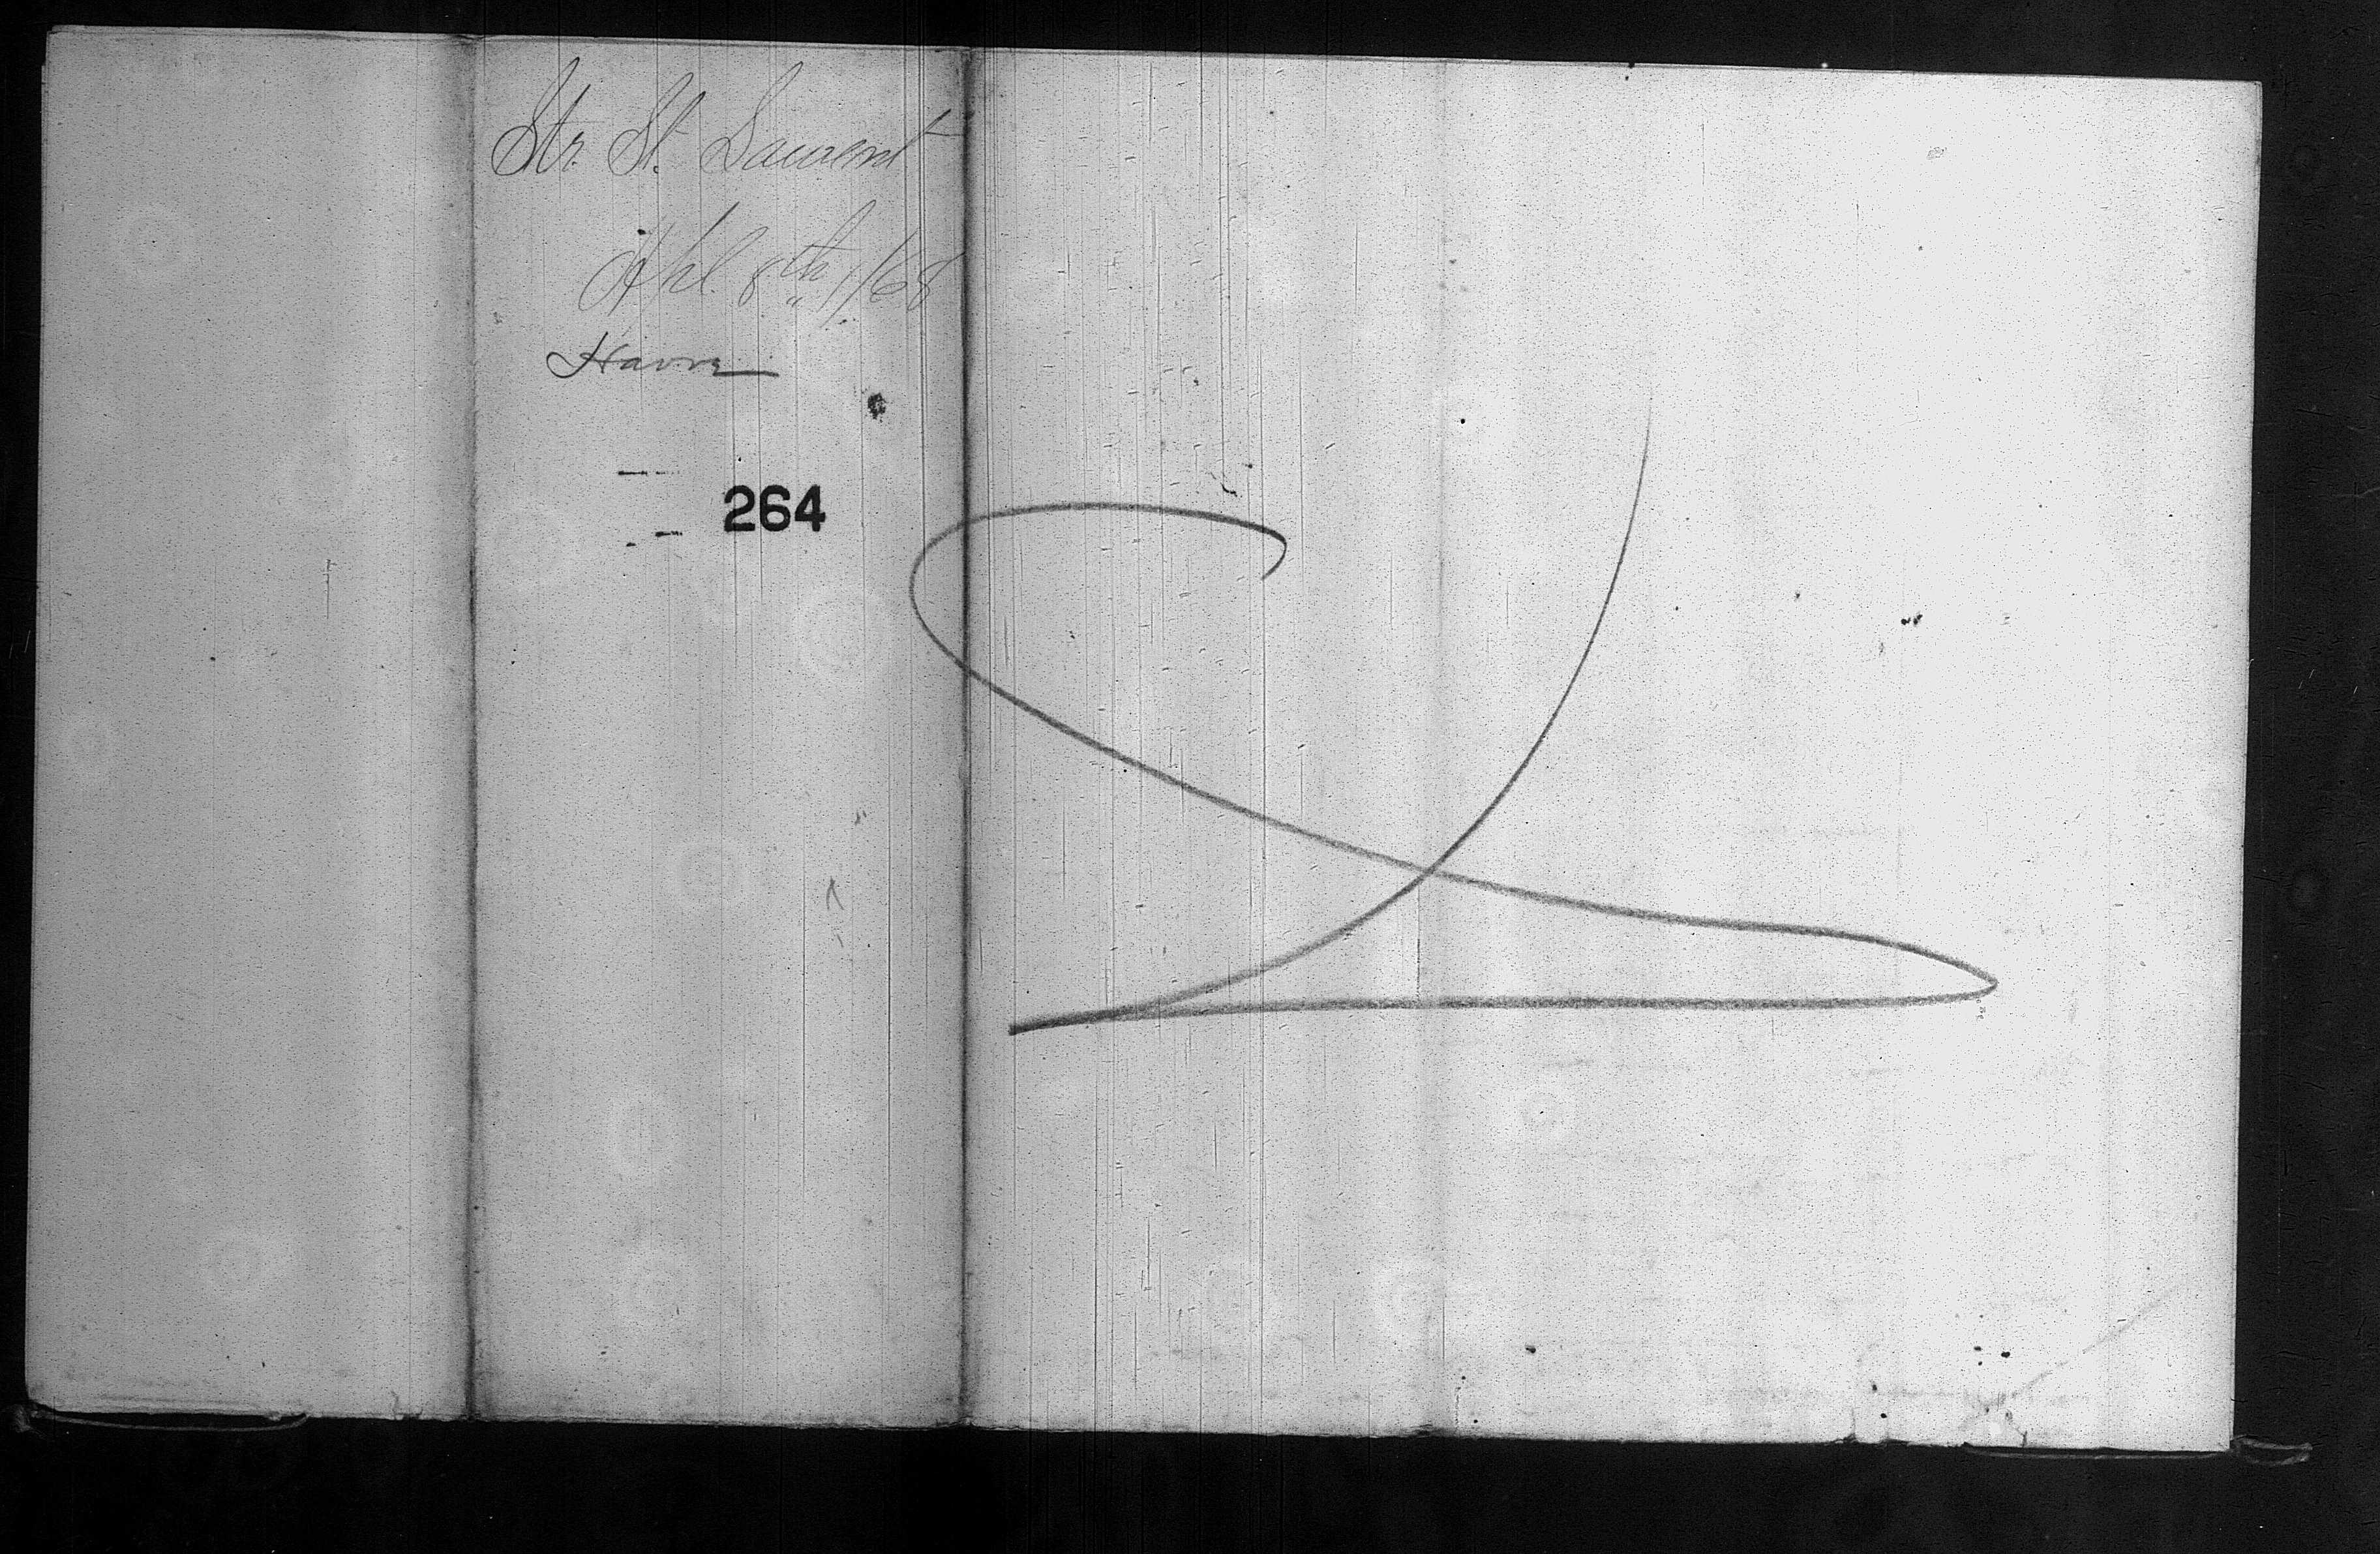 Str. St. Laurent
Apl. 8th /68
Havre
264